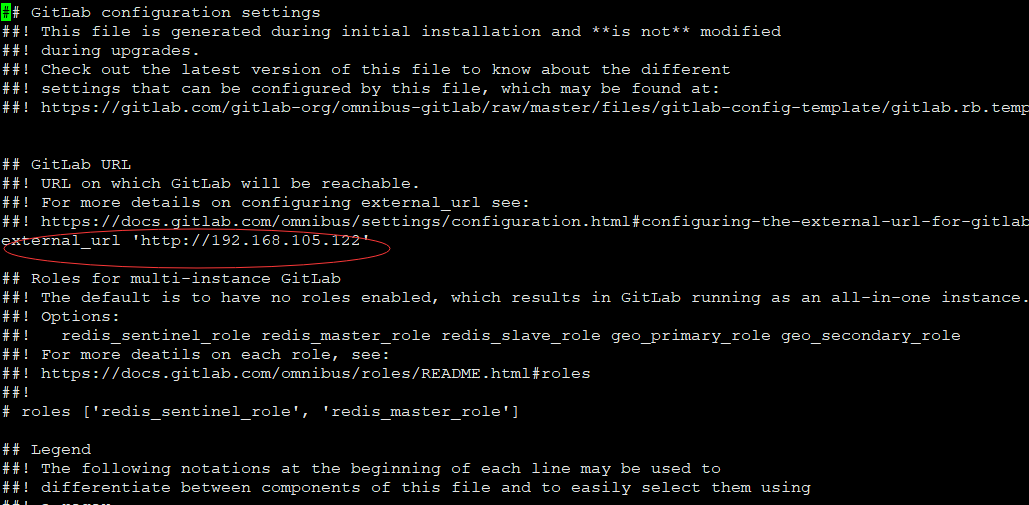 ## GitLab configuration settings
##! This file is generated during initial installation and **is not** modified
##! during upgrades.
##! Check out the latest version of this file to know about the different
##! settings that can be configured by this file, which may be found at:
##! https://gitlab.com/gitlab-org/omnibus-gitlab/raw/master/files/gitlab-config-template/gitlab.rb.temp
## GitLab URL
##! URL on which GitLab will be reachable.
##! For more details on configuring external_url see:
##! https://docs.gitlab.com/omnibus/settings/configuration.html#configuring-the-external-url-for-gitlab
external_url 'http://192.168.105.122'
## Roles for multi-instance GitLab
##! The default is to have no roles enabled, which results in GitLab running as an all-in-one instance.
##! Options:
##!   redis_sentinel_role redis_master_role redis_slave_role geo_primary_role geo_secondary_role
##! For more deatils on each role, see:
##! https://docs.gitlab.com/omnibus/roles/README.html#roles
##!
# roles ['redis_sentinel_role', 'redis_master_role']
## Legend
##! The following notations at the beginning of each line may be used to
##! differentiate between components of this file and to easily select them using